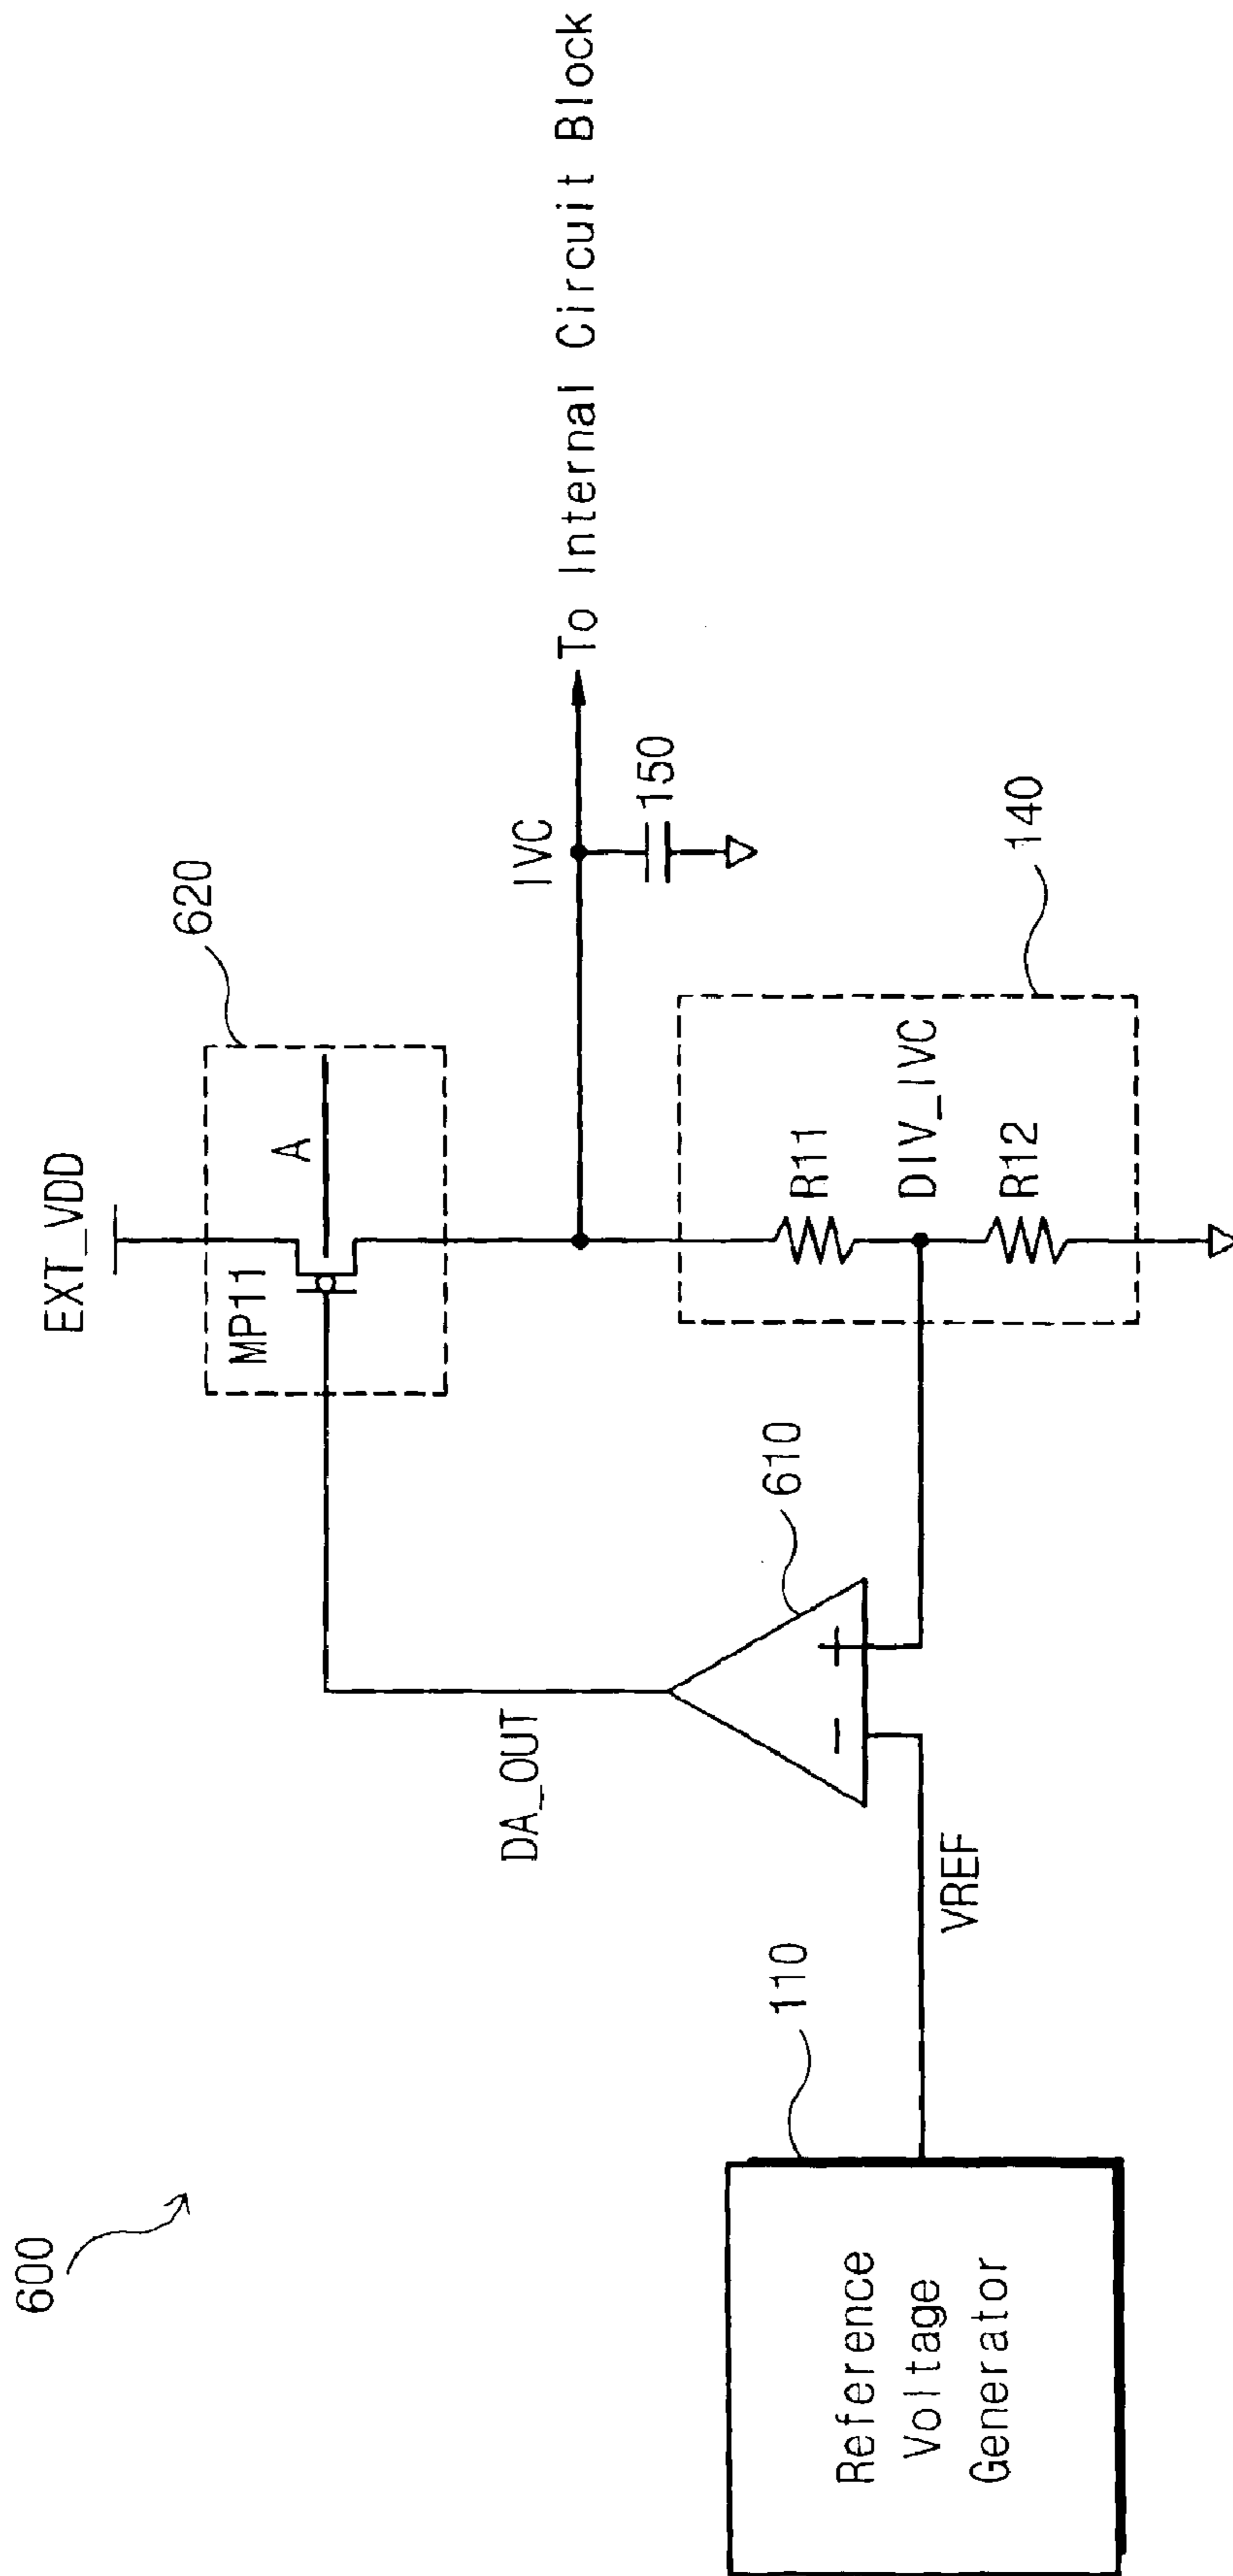 600
EXT_VDD
620
MP11
A
IVC
To Internal Circuit Block
150
DA_OUT
610
+
-
140
R11
DIV_IVC
R12
110
VREF
Reference
Voltage
Generator